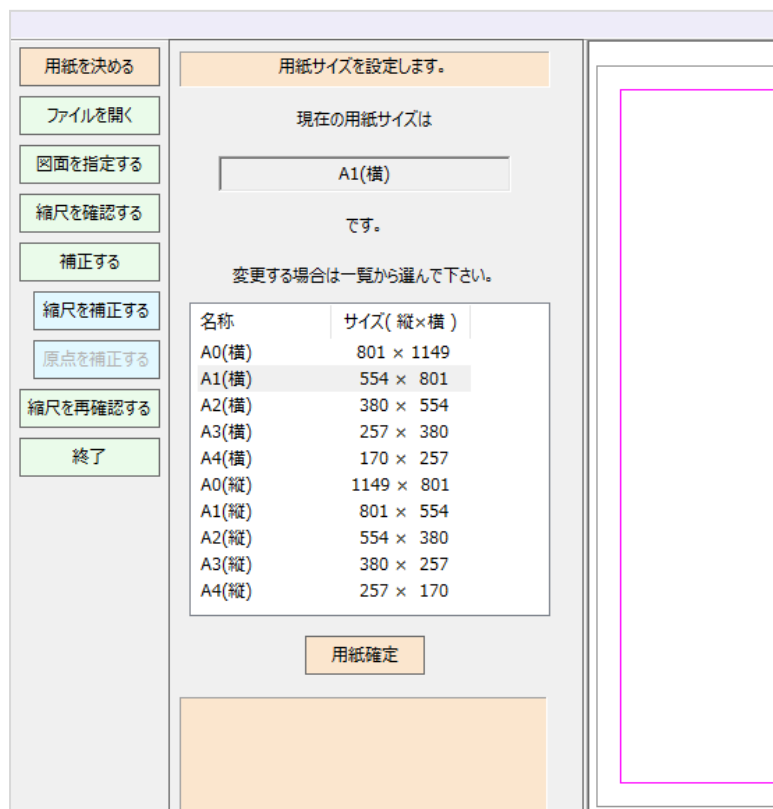 用紙を決める
ファイルを開く
図面を指定する
縮尺を確認する
補正する
縮尺を補正する
原点を補正する
縮尺を再確認する
終了
用紙サイズを設定します。
現在の用紙サイズは
A1(横)
です。
変更する場合は一覧から選んで下さい。
名称 サイズ( 縦×横 )
A0(横) 801 × 1149
A1(横) 554 × 801
A2(横) 380 × 554
A3(横) 257 × 380
A4(横) 170 × 257
A0(縦) 1149 × 801
A1(縦) 801 × 554
A2(縦) 554 × 380
A3(縦) 380 × 257
A4(縦) 257 × 170
用紙確定